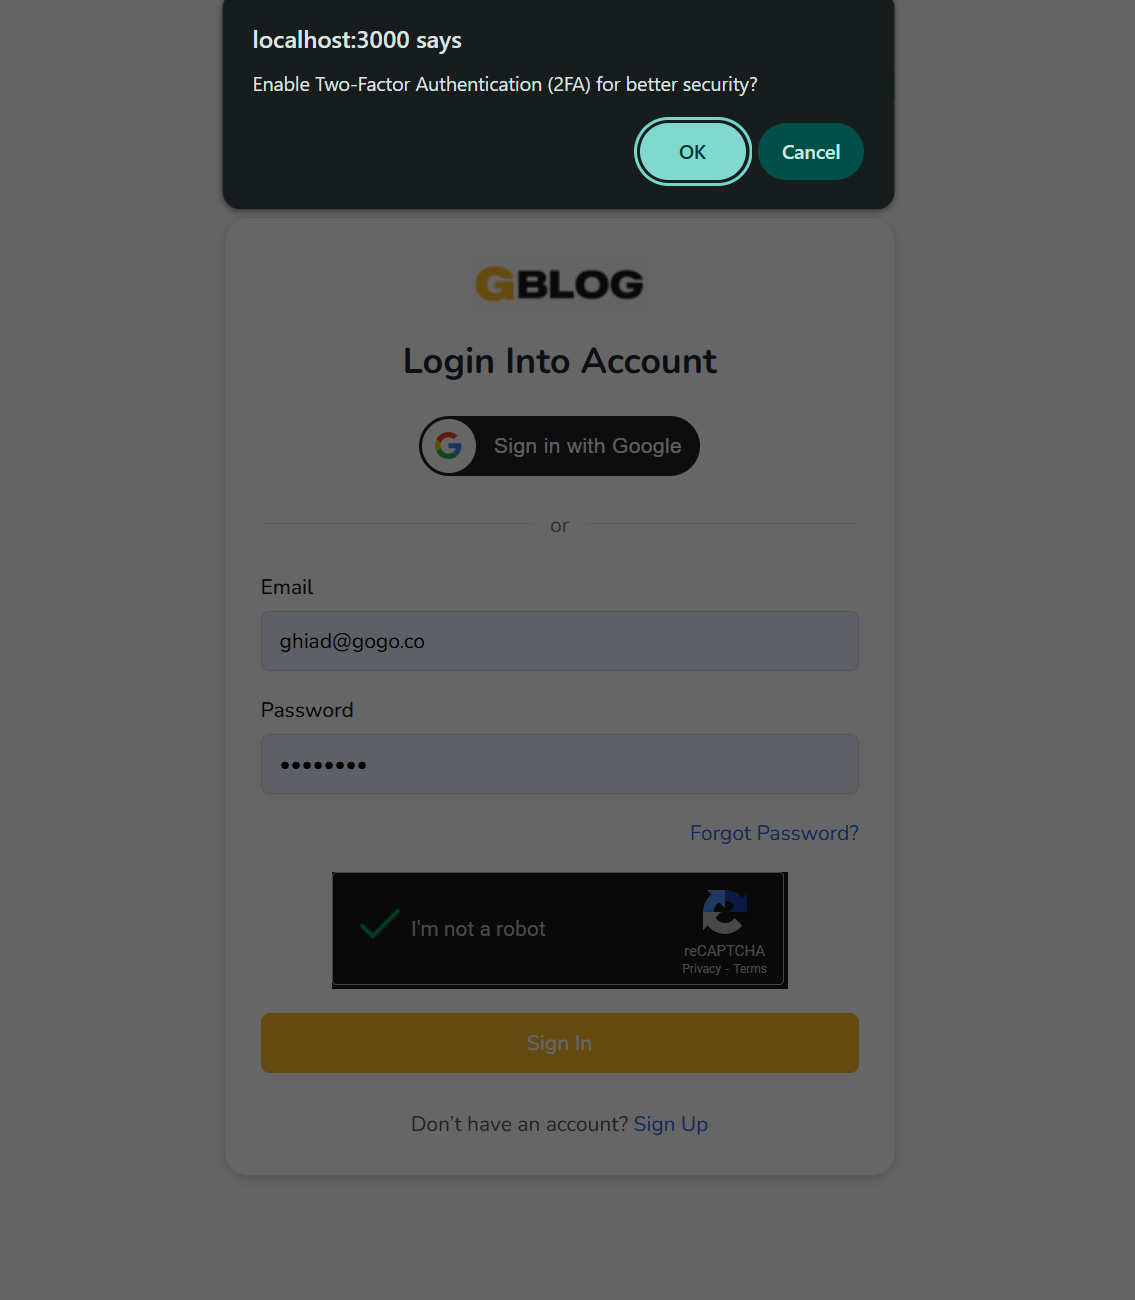 localhost:3000 says
Enable Two-Factor Authentication (2FA) for better security?
OK
Cancel
GBLOG
Login Into Account
G Sign in with Google
or
Email
ghiad@gogo.co
Password
••••••••
Forgot Password?
I'm not a robot
reCAPTCHA
Privacy - Terms
Sign In
Don't have an account? Sign Up